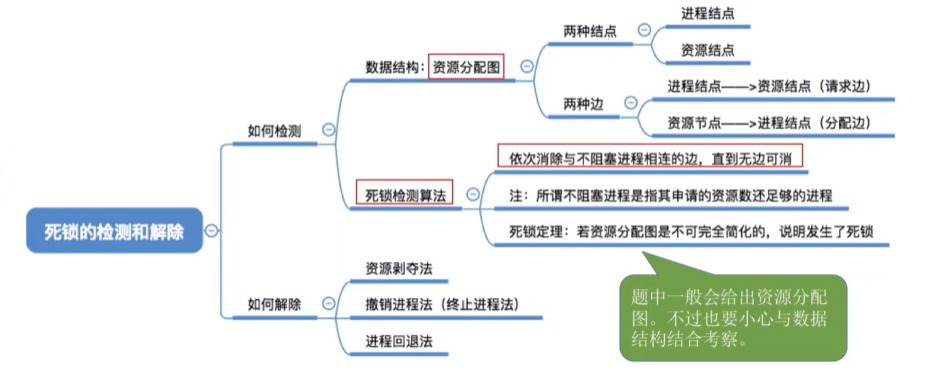 死锁的检测和解除
如何检测
数据结构：资源分配图
两种结点
进程结点
资源结点
两种边
进程结点——>资源结点（请求边）
资源节点——>进程结点（分配边）
死锁检测算法
依次消除与不阻塞进程相连的边，直到无边可消
注：所谓不阻塞进程是指其申请的资源数还足够的进程
死锁定理：若资源分配图是不可完全简化的，说明发生了死锁
如何解除
资源剥夺法
撤销进程法（终止进程法）
进程回退法
题中一般会给出资源分配
图。不过也要小心与数据
结构结合考察。